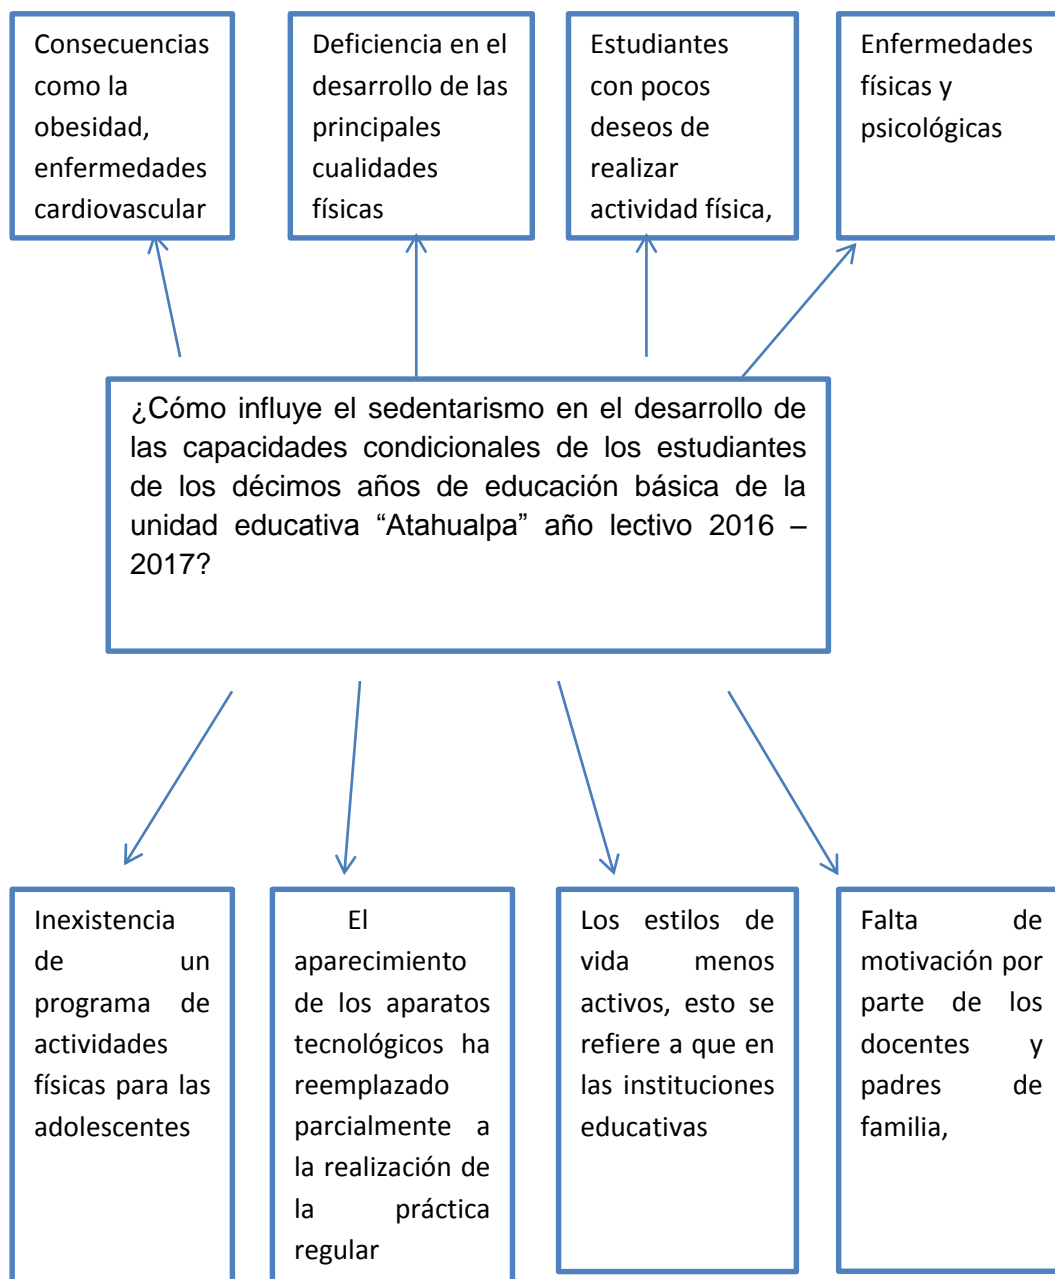 Consecuencias
como la
obesidad,
enfermedades
cardiovascular
Deficiencia en el
desarrollo de las
principales
cualidades
físicas
Estudiantes
con pocos
deseos de
realizar
actividad física,
Enfermedades
físicas y
psicológicas
¿Cómo influye el sedentarismo en el desarrollo de
las capacidades condicionales de los estudiantes
de los décimos años de educación básica de la
unidad educativa “Atahualpa” año lectivo 2016 –
2017?
Inexistencia
de un
programa de
actividades
físicas para las
adolescentes
El
aparecimiento
de los aparatos
tecnológicos ha
reemplazado
parcialmente a
la realización de
la práctica
regular
Los estilos de
vida menos
activos, esto se
refiere a que en
las instituciones
educativas
Falta de
motivación por
parte de los
docentes y
padres de
familia,